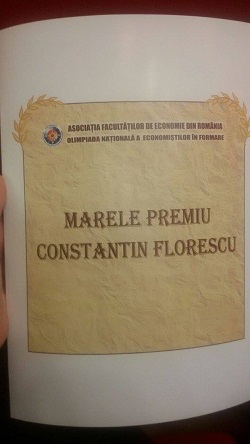 ASOCIAȚIA FACULTĂȚILOR DE ECONOMIE DIN ROMÂNIA
OLIMPIADA NAȚIONALĂ A ECONOMIȘTILOR ÎN FORMARE
MARELE PREMIU
CONSTANTIN FLORESCU